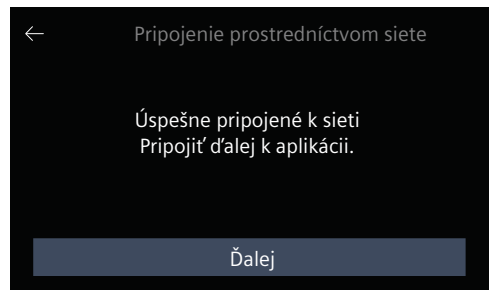 Pripojenie prostredníctvom siete
Úspešne pripojené k sieti
Pripojiť ďalej k aplikácii.
Ďalej